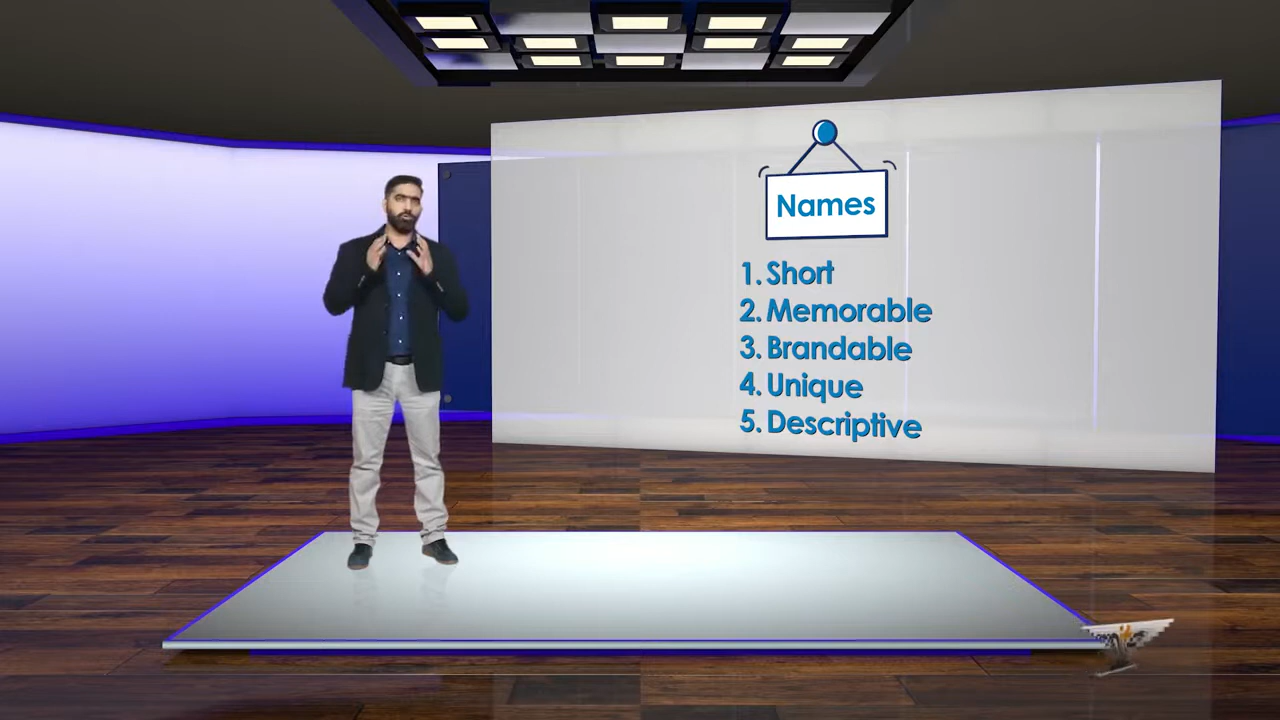 Names
1. Short
2. Memorable
3. Brandable
4. Unique
5. Descriptive